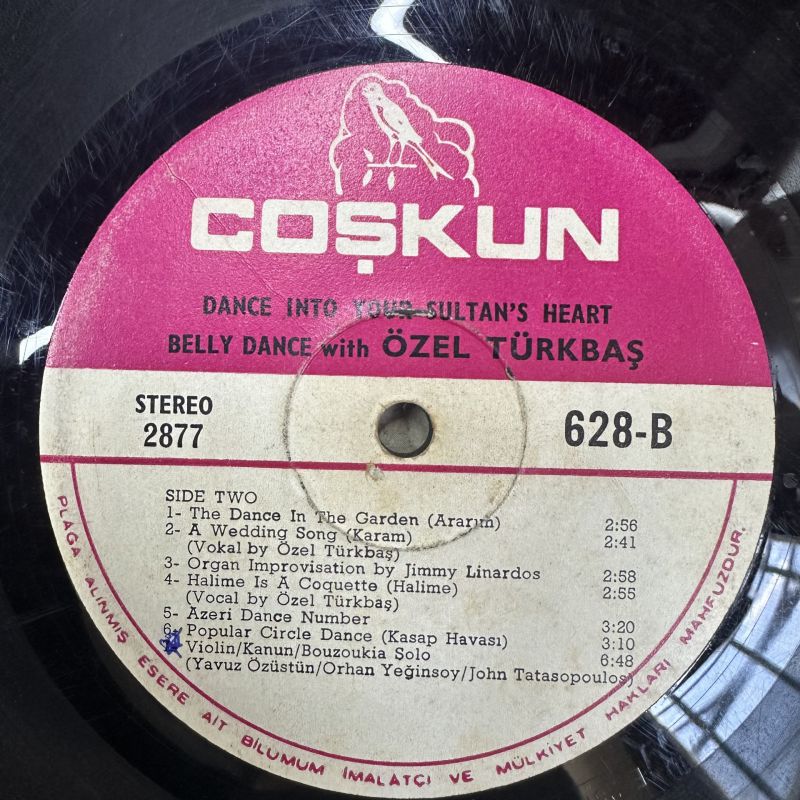 COŞKUN
DANCE INTO YOUR SULTAN'S HEART
BELLY DANCE with ÖZEL TÜRKBAŞ
STEREO
2877
628-B
SIDE TWO
1- The Dance In The Garden (Ararım) 2:56
2- A Wedding Song (Karam) 2:41
(Vokal by Özel Türkbaş)
3- Organ Improvisation by Jimmy Linardos 2:58
4- Halime Is A Coquette (Halime) 2:55
(Vocal by Özel Türkbaş)
5- Azeri Dance Number 3:20
6- Popular Circle Dance (Kasap Havası) 3:10
Violin/Kanun/Bouzoukia Solo 6:48
(Yavuz Özüstün/Orhan Yeğinsoy/John Tatasopoulos)
PLAĞA ALINMIŞ ESERE AİT BİLUMUM İMALATÇI VE MÜLKİYET HAKLARI MAHFUZDUR.